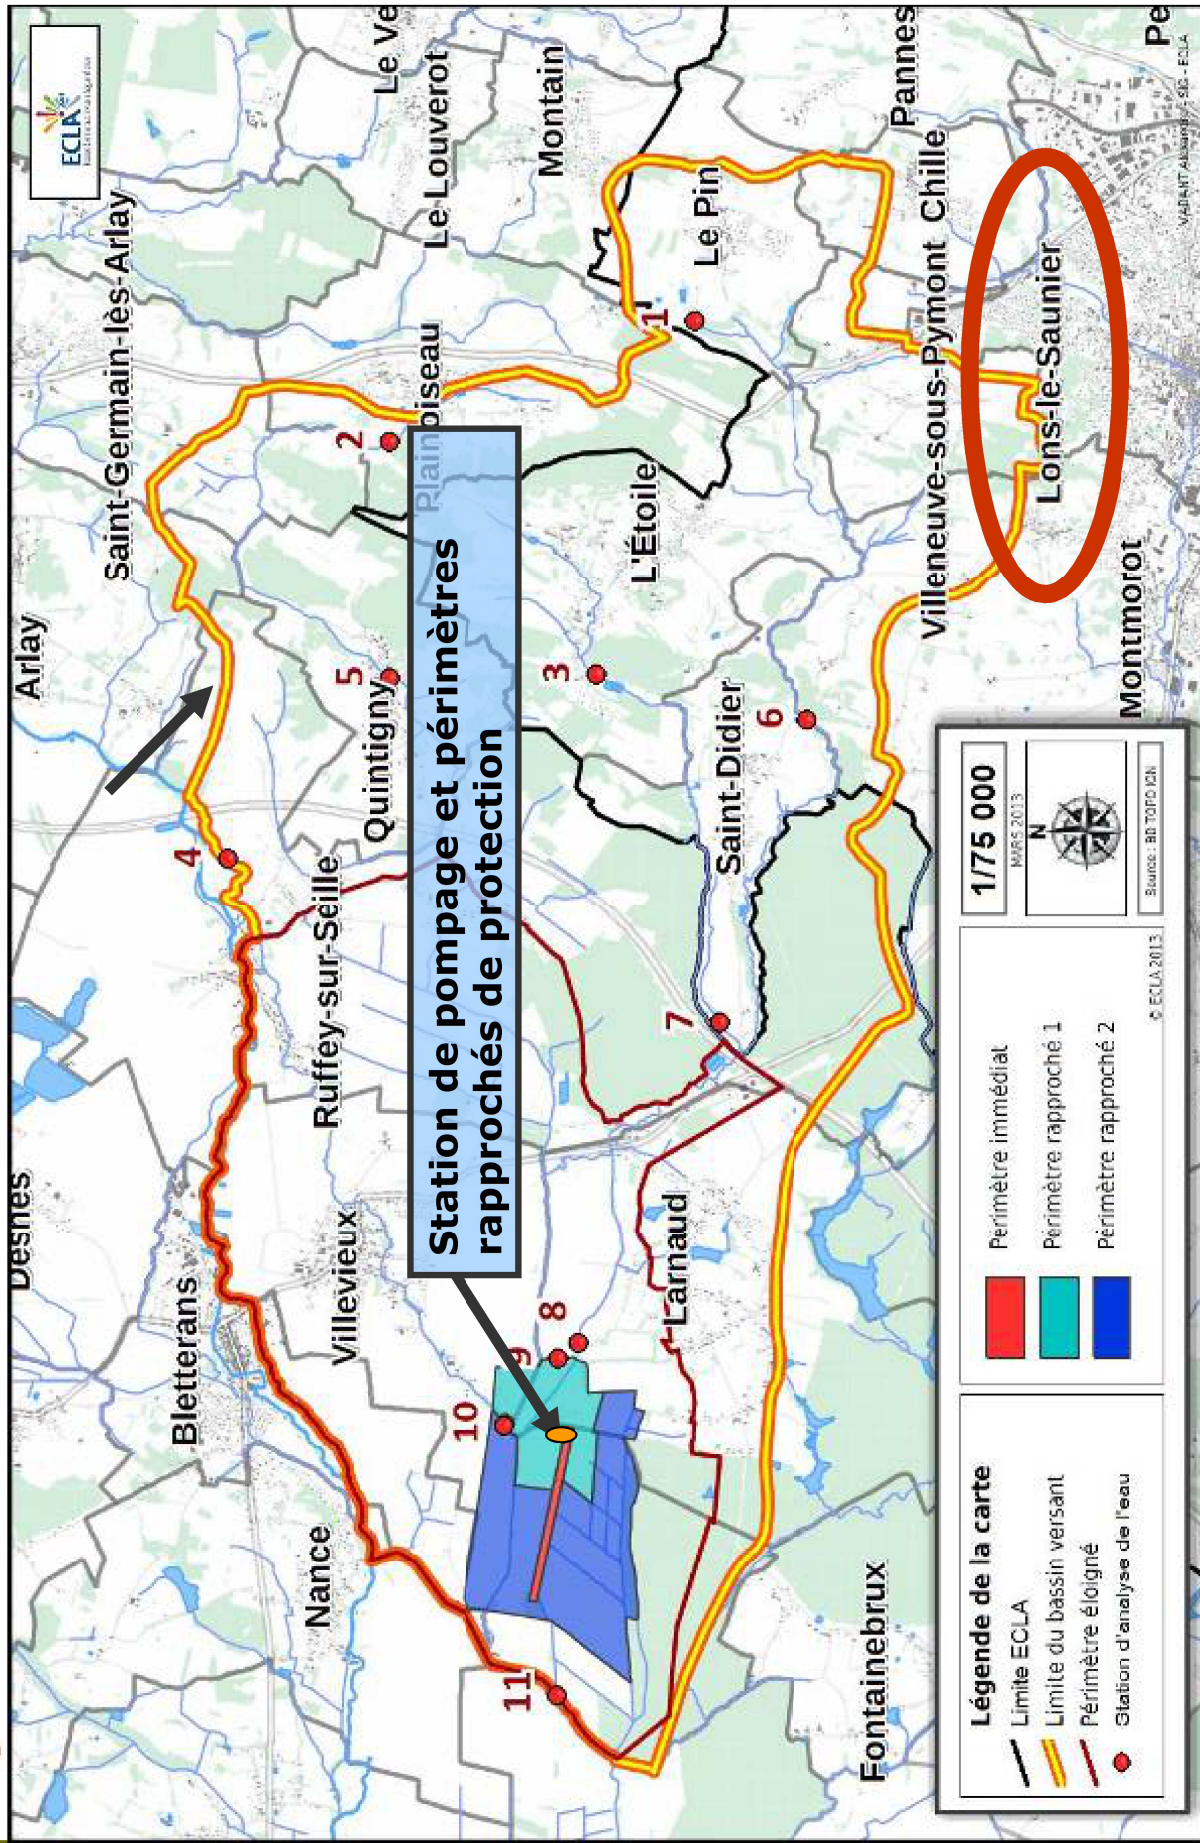 ECLA
Arlay
Saint-Germain-lès-Arlay
Desnes
Le Louverot
Montain
Plainoiseau
Quintigny
Ruffey-sur-Seille
Bletterans
Villevieux
Nance
Le Pin
L'Étoile
Saint-Didier
Larnaud
Pannes
Villeneuve-sous-Pymont
Chille
Lons-le-Saunier
Montmorot
Fontainebrux
Le Ve
Pe
1
2
3
4
5
6
7
8
9
10
11
Station de pompage et périmètres
rapprochés de protection
Légende de la carte
Limite ECLA
Limite du bassin versant
Périmètre éloigné
Station d'analyse de l'eau
Perimètre immédiat
Périmètre rapproché 1
Périmètre rapproché 2
© ECLA 2013
1/75 000
MARS 2013
N
Source : BD TOPO IGN